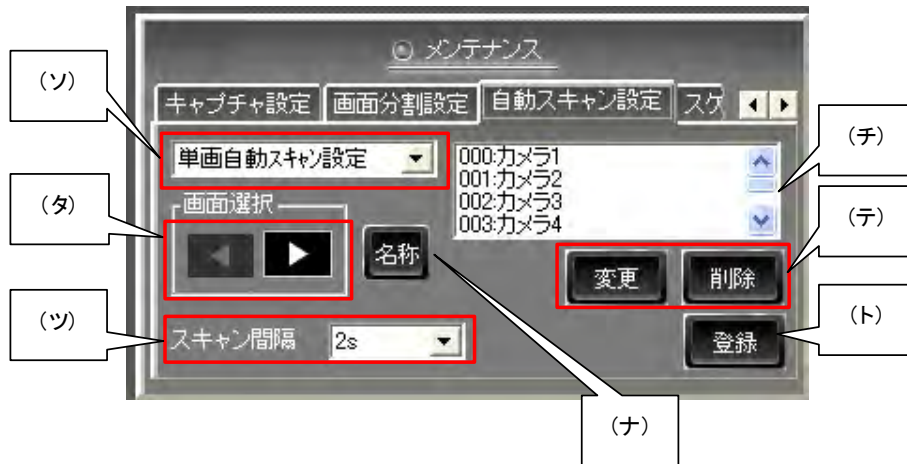 メンテナンス
キャプチャ設定 画面分割設定 自動スキャン設定 スケ
単画自動スキャン設定
000:カメラ1
001:カメラ2
002:カメラ3
003:カメラ4
画面選択
名称
変更 削除
スキャン間隔 2s
登録
(ソ)
(タ)
(ツ)
(チ)
(テ)
(ト)
(ナ)